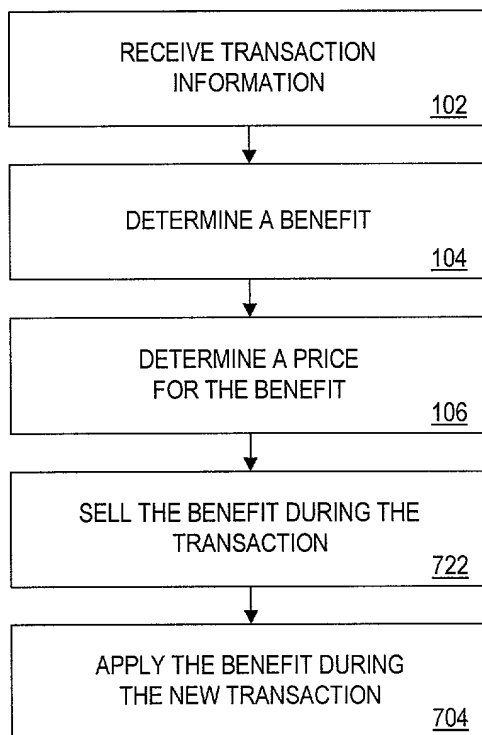 RECEIVE TRANSACTION
INFORMATION
102
DETERMINE A BENEFIT
104
DETERMINE A PRICE
FOR THE BENEFIT
106
SELL THE BENEFIT DURING THE
TRANSACTION
722
APPLY THE BENEFIT DURING
THE NEW TRANSACTION
704